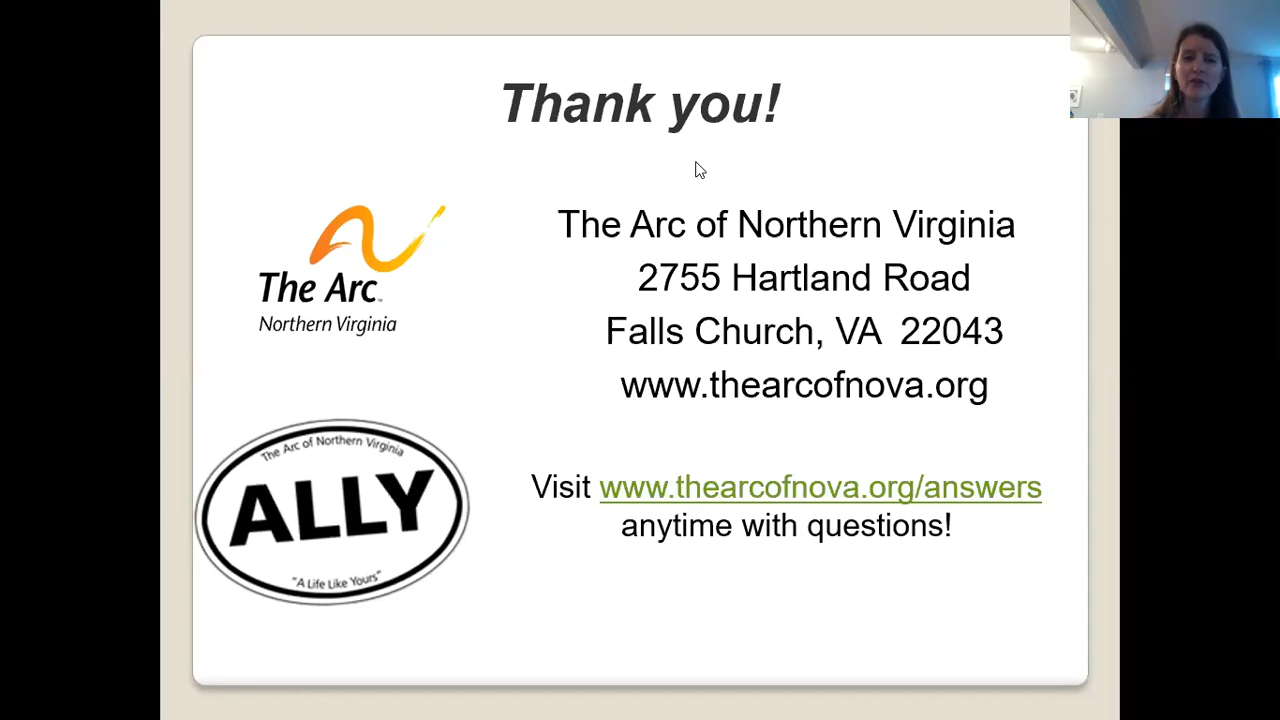 Thank you!
The Arc™
Northern Virginia
The Arc of Northern Virginia
2755 Hartland Road
Falls Church, VA  22043
www.thearcofnova.org
The Arc of Northern Virginia
ALLY
"A Life Like Yours"
Visit www.thearcofnova.org/answers
anytime with questions!